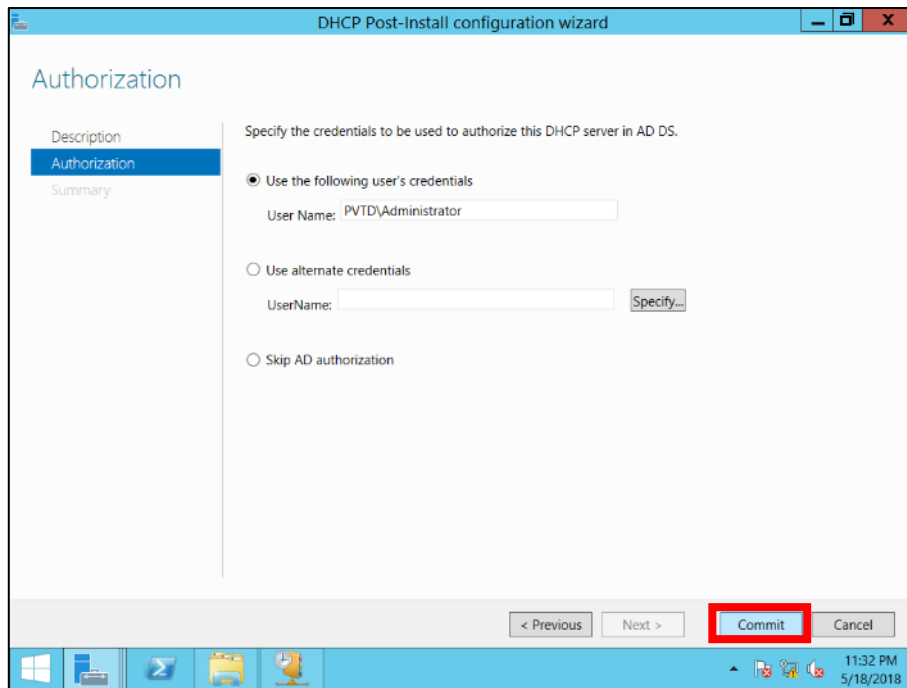 DHCP Post-Install configuration wizard
Authorization
Description
Authorization
Summary
Specify the credentials to be used to authorize this DHCP server in AD DS.
Use the following user's credentials
User Name: PVTD\Administrator
Use alternate credentials
UserName:
Specify...
Skip AD authorization
< Previous
Next >
Commit
Cancel
11:32 PM
5/18/2018